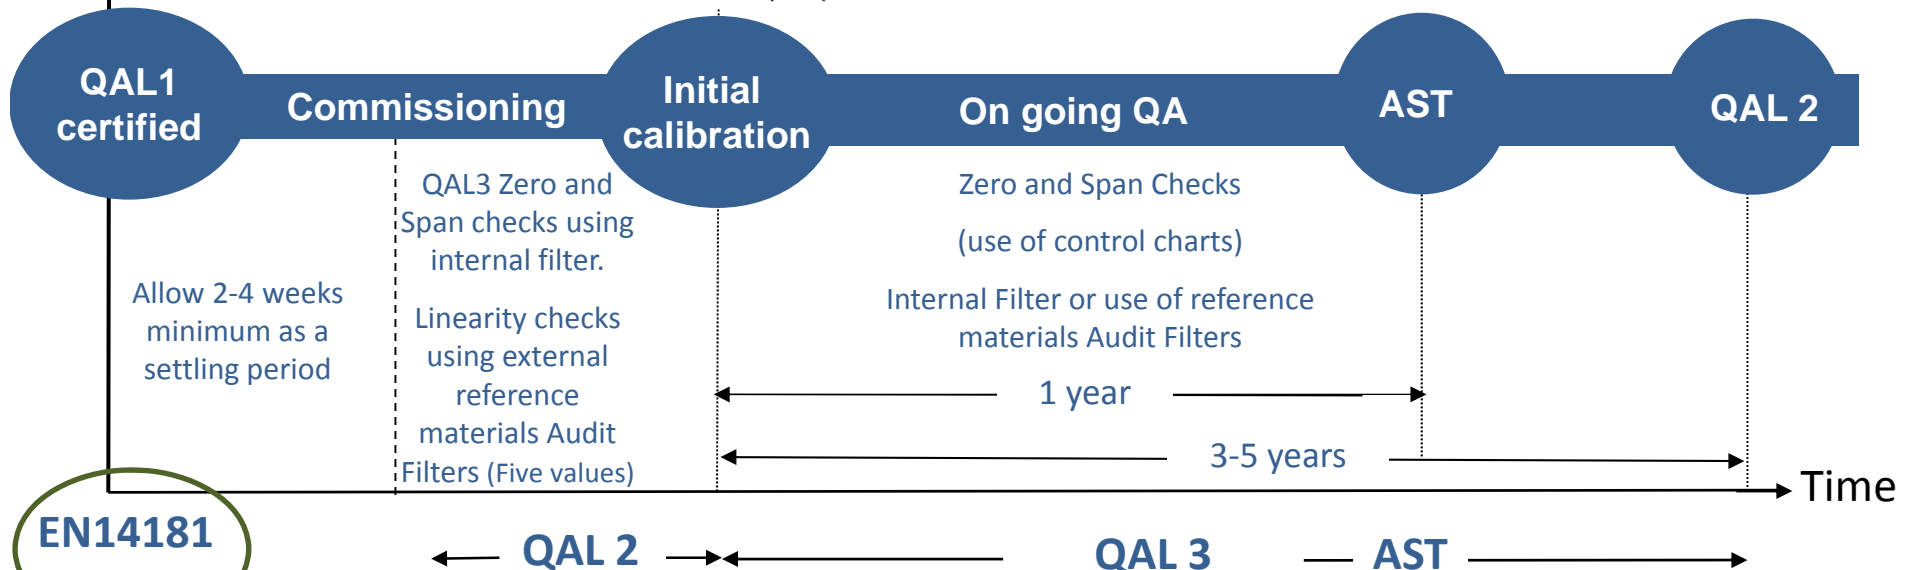 QAL1
certified
Commissioning
Initial
calibration
On going QA
AST
QAL 2
Allow 2-4 weeks
minimum as a
settling period
QAL3 Zero and
Span checks using
internal filter.
Linearity checks
using external
reference
materials Audit
Filters (Five values)
Zero and Span Checks
(use of control charts)
Internal Filter or use of reference
materials Audit Filters
1 year
3-5 years
Time
EN14181
QAL 2
QAL 3
AST